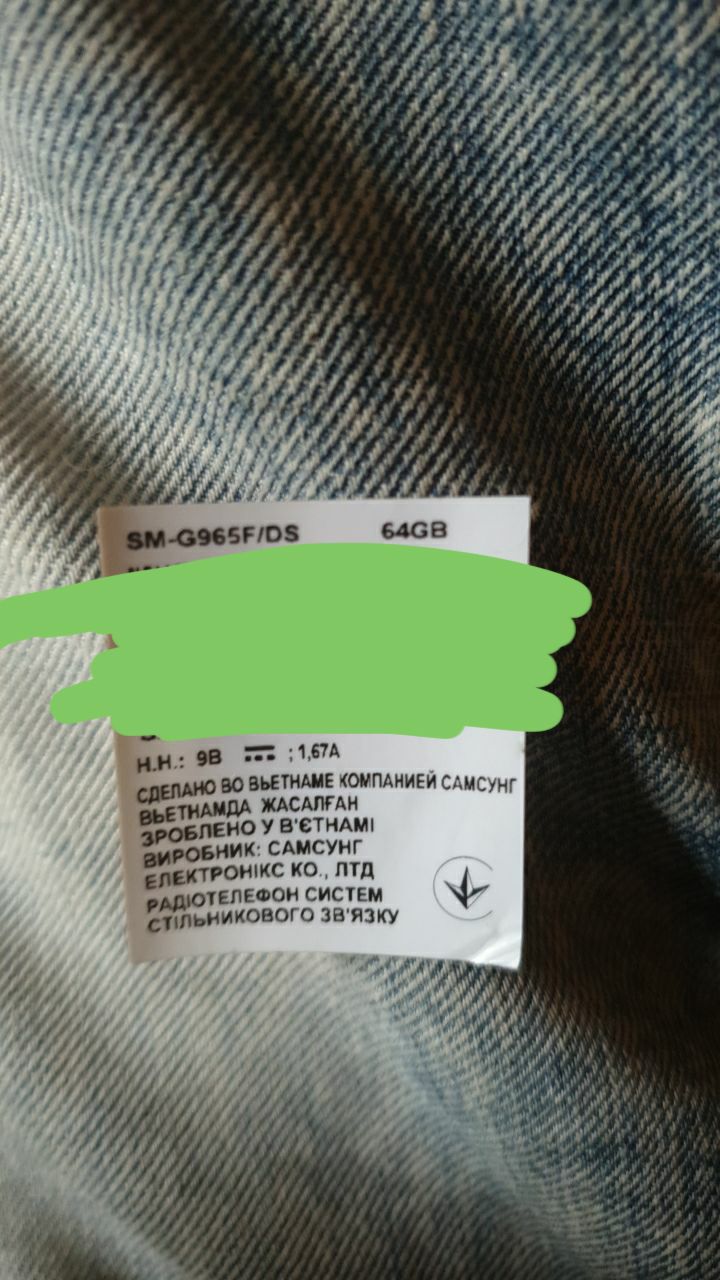 SM-G965F/DS 64GB
Н.Н.: 9В ; 1,67А
СДЕЛАНО ВО ВЬЕТНАМЕ КОМПАНИЕЙ САМСУНГ
ВЬЕТНАМДА ЖАСАЛҒАН
ЗРОБЛЕНО У В'ЄТНАМІ
ВИРОБНИК: САМСУНГ
ЕЛЕКТРОНІКС КО., ЛТД
РАДІОТЕЛЕФОН СИСТЕМ
СТІЛЬНИКОВОГО ЗВ'ЯЗКУ